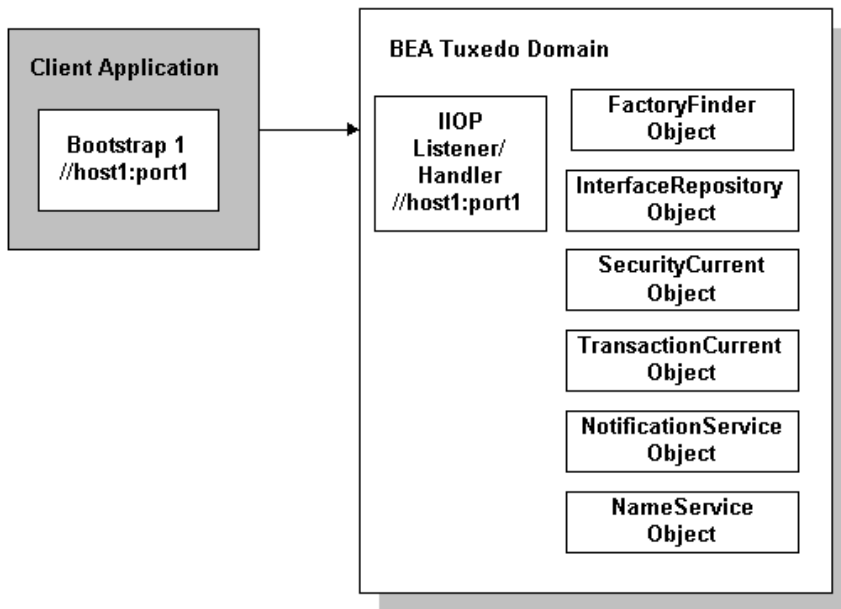 Client Application
Bootstrap 1
//host1:port1
BEA Tuxedo Domain
IIOP
Listener/
Handler
//host1:port1
FactoryFinder
Object
InterfaceRepository
Object
SecurityCurrent
Object
TransactionCurrent
Object
NotificationService
Object
NameService
Object